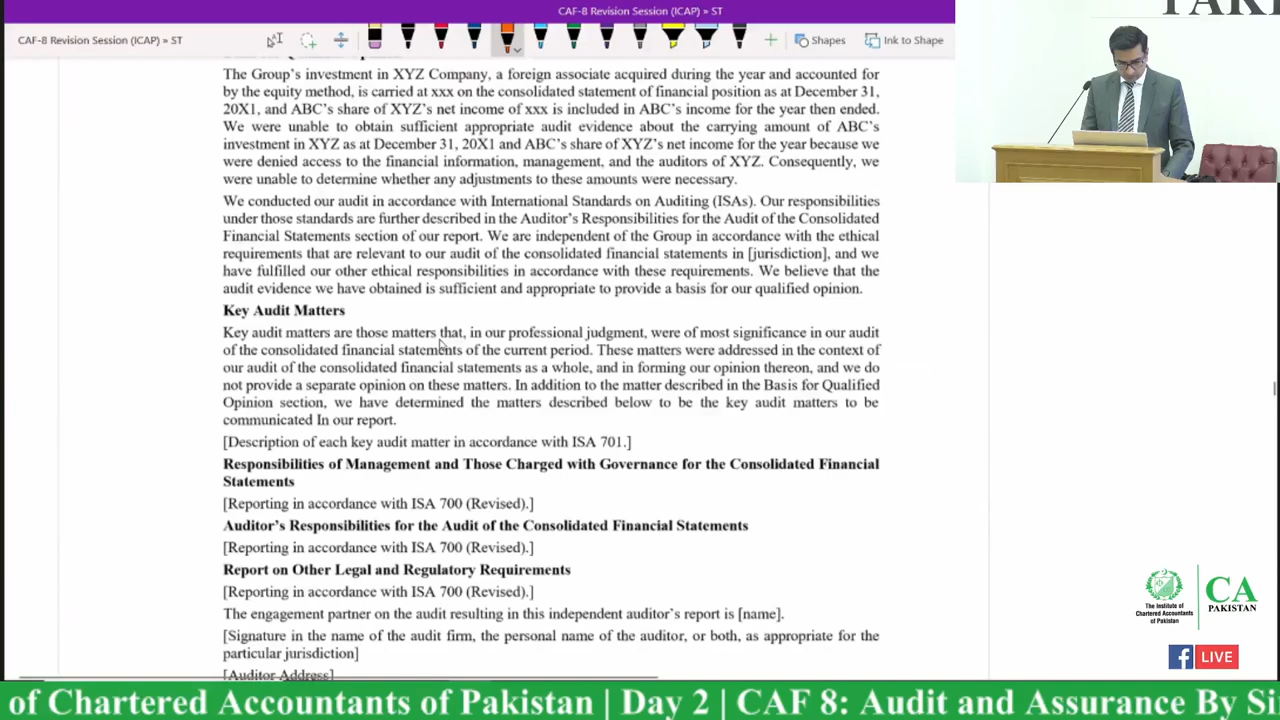 CAF-8 Revision Session (ICAP) » ST
CAF-8 Revision Session (ICAP) » ST
Shapes
Ink to Shape
The Group's investment in XYZ Company, a foreign associate acquired during the year and accounted for
by the equity method, is carried at xxx on the consolidated statement of financial position as at December 31,
20X1, and ABC's share of XYZ's net income of xxx is included in ABC's income for the year then ended.
We were unable to obtain sufficient appropriate audit evidence about the carrying amount of ABC's
investment in XYZ as at December 31, 20X1 and ABC's share of XYZ's net income for the year because we
were denied access to the financial information, management, and the auditors of XYZ. Consequently, we
were unable to determine whether any adjustments to these amounts were necessary.
We conducted our audit in accordance with International Standards on Auditing (ISAs). Our responsibilities
under those standards are further described in the Auditor's Responsibilities for the Audit of the Consolidated
Financial Statements section of our report. We are independent of the Group in accordance with the ethical
requirements that are relevant to our audit of the consolidated financial statements in [jurisdiction], and we
have fulfilled our other ethical responsibilities in accordance with these requirements. We believe that the
audit evidence we have obtained is sufficient and appropriate to provide a basis for our qualified opinion.
Key Audit Matters
Key audit matters are those matters that, in our professional judgment, were of most significance in our audit
of the consolidated financial statements of the current period. These matters were addressed in the context of
our audit of the consolidated financial statements as a whole, and in forming our opinion thereon, and we do
not provide a separate opinion on these matters. In addition to the matter described in the Basis for Qualified
Opinion section, we have determined the matters described below to be the key audit matters to be
communicated In our report.
[Description of each key audit matter in accordance with ISA 701.]
Responsibilities of Management and Those Charged with Governance for the Consolidated Financial
Statements
[Reporting in accordance with ISA 700 (Revised).]
Auditor's Responsibilities for the Audit of the Consolidated Financial Statements
[Reporting in accordance with ISA 700 (Revised).]
Report on Other Legal and Regulatory Requirements
[Reporting in accordance with ISA 700 (Revised).]
The engagement partner on the audit resulting in this independent auditor's report is [name].
[Signature in the name of the audit firm, the personal name of the auditor, or both, as appropriate for the
particular jurisdiction]
[Auditor Address]
The Institute of
Chartered Accountants
of Pakistan
CA
PAKISTAN
LIVE
of Chartered Accountants of Pakistan | Day 2 | CAF 8: Audit and Assurance By Si